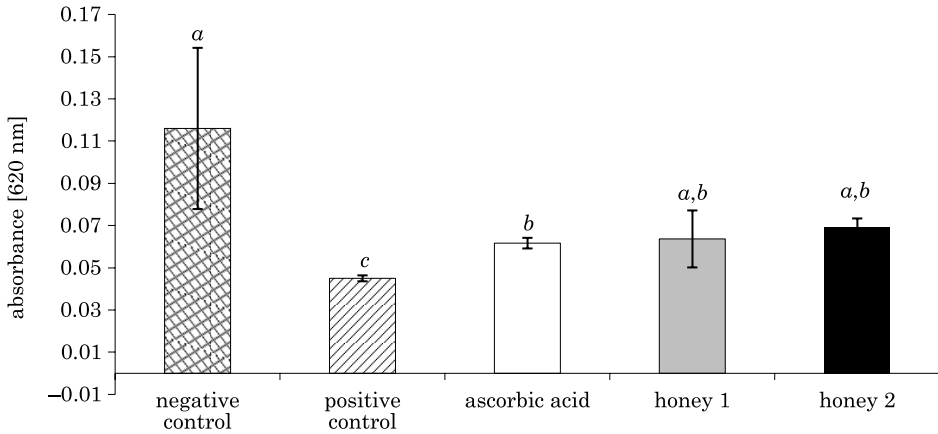 0.17
0.15
0.13
0.11
0.09
0.07
0.05
0.03
0.01
−0.01
absorbance [620 nm]
a
c
b
a,b
a,b
negative
control
positive
control
ascorbic acid
honey 1
honey 2